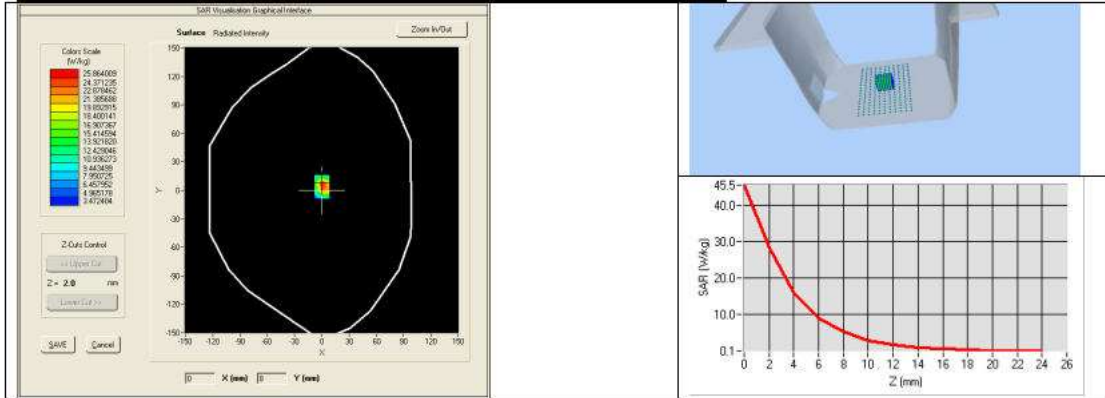 SAR Visualisation Graphical Interface
Surface Radiated Intensity
Zoom In/Out
Colors Scale
(W/kg)
25.864009
24.371235
22.878462
21.385688
19.892915
18.400141
16.907367
15.414594
13.921820
12.429046
10.936273
9.443499
7.950725
6.457952
4.965178
3.472404
Z-Cuts Control
<< Upper Cut
Z = 2.0 mm
Lower Cut >>
SAVE Cancel
Y
150
120
90
60
30
0
-30
-60
-90
-120
-150
-150 -120 -90 -60 -30 0 30 60 90 120 150
X
0 X (mm) 0 Y (mm)
SAR (W/kg)
45.5
40.0
30.0
20.0
10.0
0.1
0 2 4 6 8 10 12 14 16 18 20 22 24 26
Z (mm)